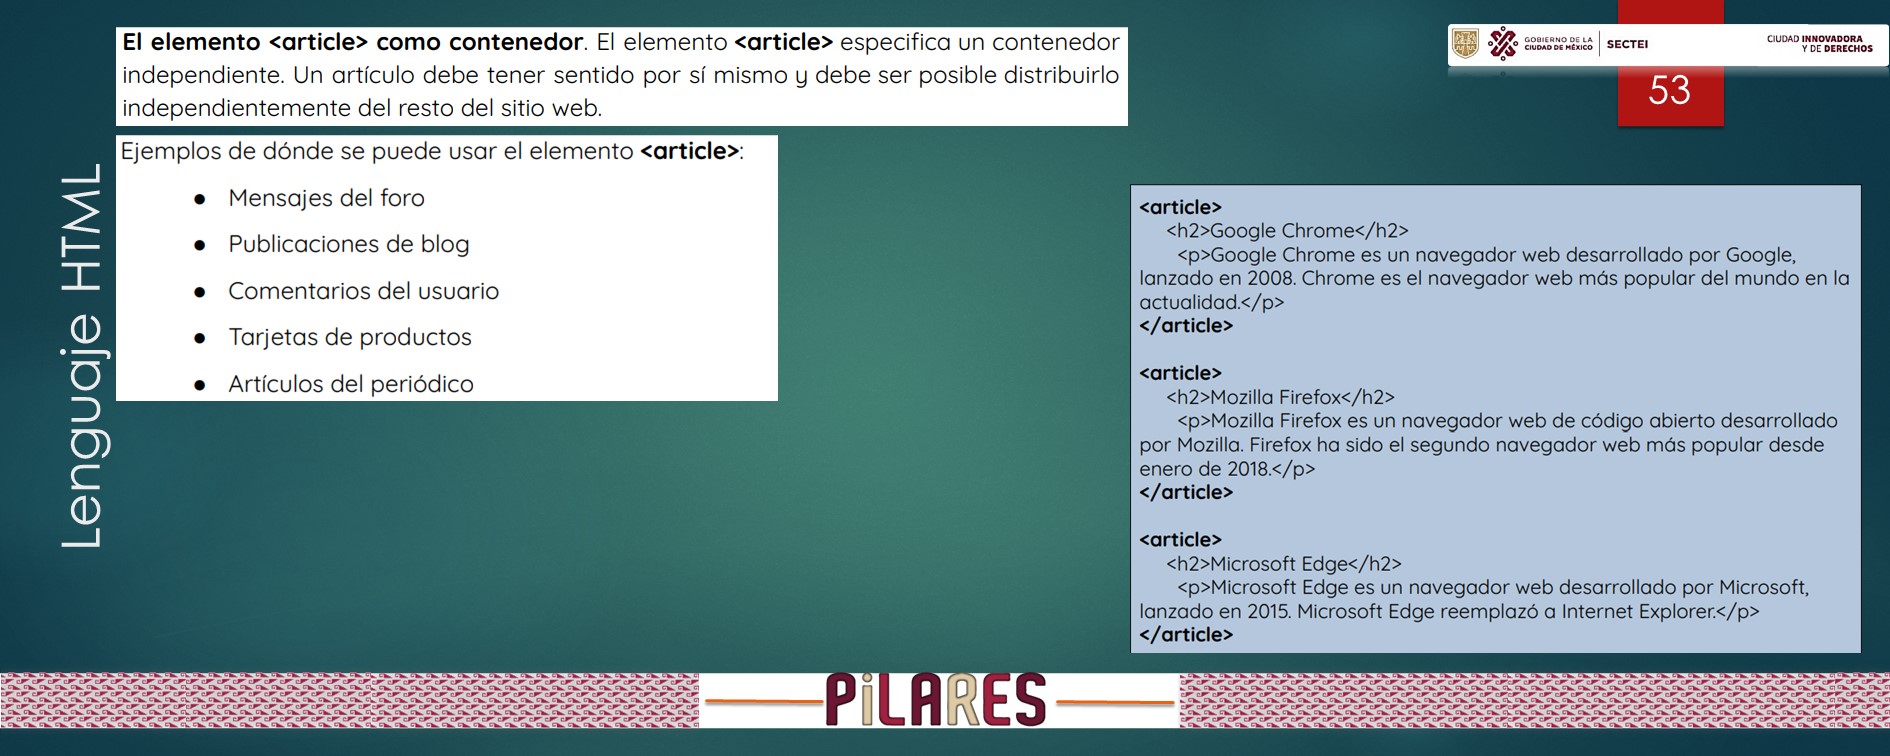 El elemento <article> como contenedor. El elemento <article> especifica un contenedor
independiente. Un artículo debe tener sentido por sí mismo y debe ser posible distribuirlo
independientemente del resto del sitio web.
GOBIERNO DE LA
CIUDAD DE MÉXICO
SECTEI
CIUDAD INNOVADORA
Y DE DERECHOS
53
Lenguaje HTML
Ejemplos de dónde se puede usar el elemento <article>:
● Mensajes del foro
● Publicaciones de blog
● Comentarios del usuario
● Tarjetas de productos
● Artículos del periódico
<article>
<h2>Google Chrome</h2>
<p>Google Chrome es un navegador web desarrollado por Google,
lanzado en 2008. Chrome es el navegador web más popular del mundo en la
actualidad.</p>
</article>
<article>
<h2>Mozilla Firefox</h2>
<p>Mozilla Firefox es un navegador web de código abierto desarrollado
por Mozilla. Firefox ha sido el segundo navegador web más popular desde
enero de 2018.</p>
</article>
<article>
<h2>Microsoft Edge</h2>
<p>Microsoft Edge es un navegador web desarrollado por Microsoft,
lanzado en 2015. Microsoft Edge reemplazó a Internet Explorer.</p>
</article>
PiLARES